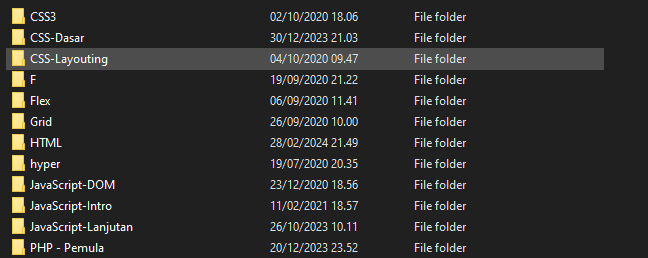 CSS3 02/10/2020 18.06 File folder
CSS-Dasar 30/12/2023 21.03 File folder
CSS-Layouting 04/10/2020 09.47 File folder
F 19/09/2020 21.22 File folder
Flex 06/09/2020 11.41 File folder
Grid 26/09/2020 10.00 File folder
HTML 28/02/2024 21.49 File folder
hyper 19/07/2020 20.35 File folder
JavaScript-DOM 23/12/2020 18.56 File folder
JavaScript-Intro 11/02/2021 18.57 File folder
JavaScript-Lanjutan 26/10/2023 10.11 File folder
PHP - Pemula 20/12/2023 23.52 File folder